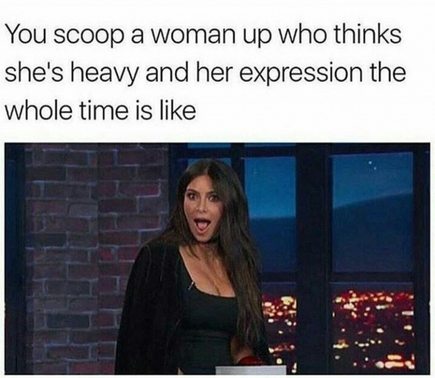 You scoop a woman up who thinks
she's heavy and her expression the
whole time is like